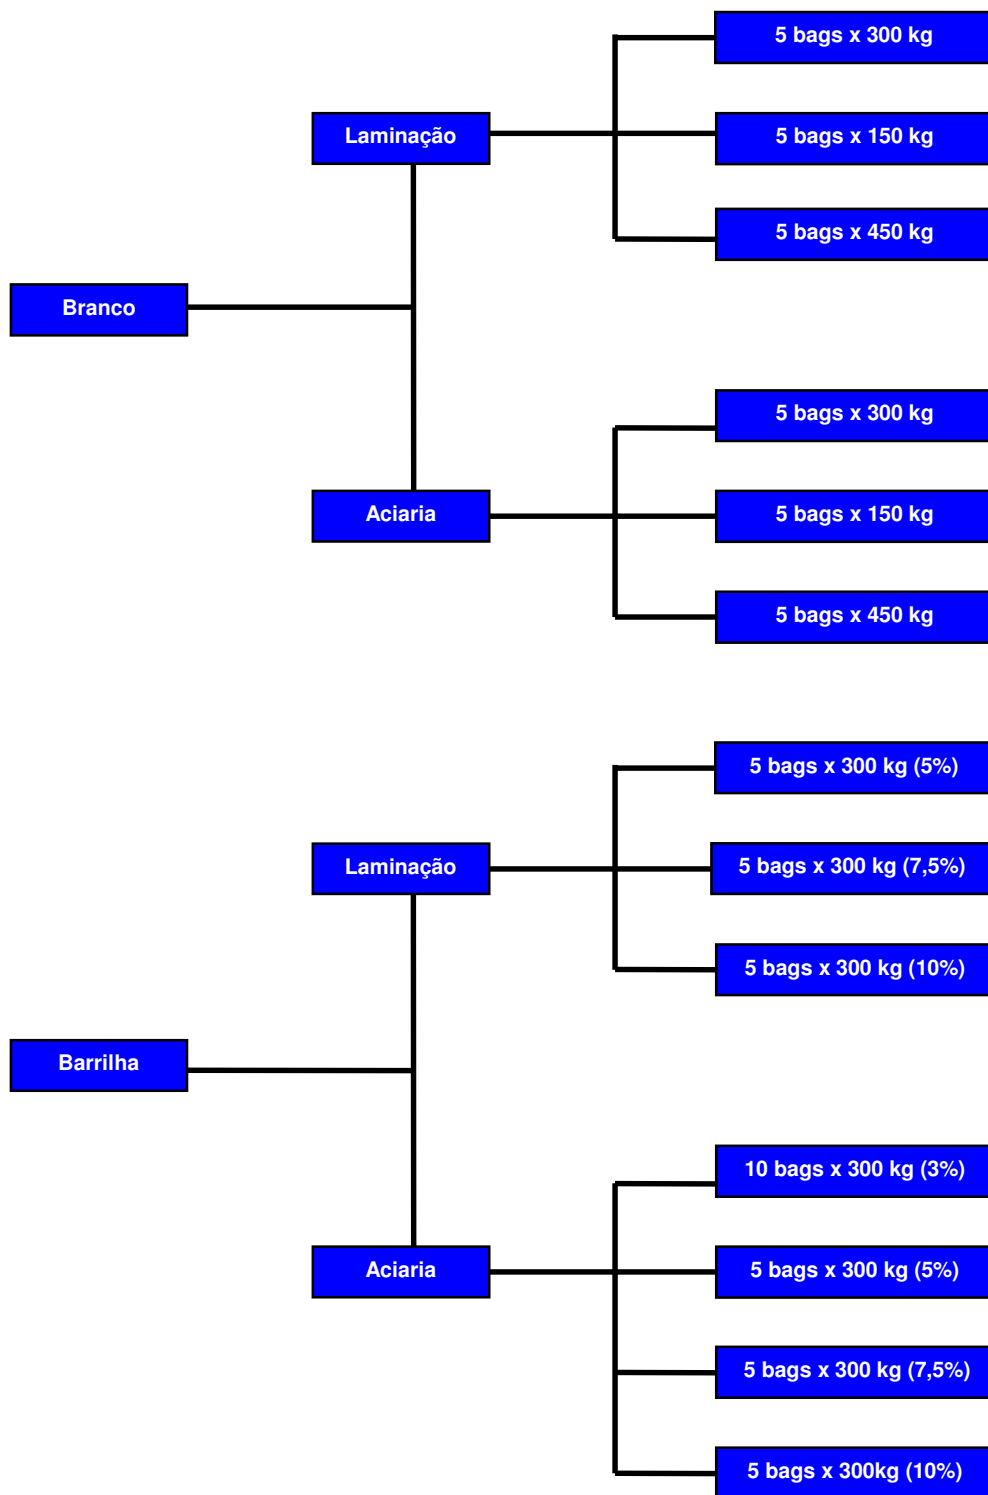 5 bags x 300 kg
Laminação
5 bags x 150 kg
5 bags x 450 kg
Branco
5 bags x 300 kg
Aciaria
5 bags x 150 kg
5 bags x 450 kg
5 bags x 300 kg (5%)
Laminação
5 bags x 300 kg (7,5%)
5 bags x 300 kg (10%)
Barrilha
10 bags x 300 kg (3%)
Aciaria
5 bags x 300 kg (5%)
5 bags x 300 kg (7,5%)
5 bags x 300kg (10%)